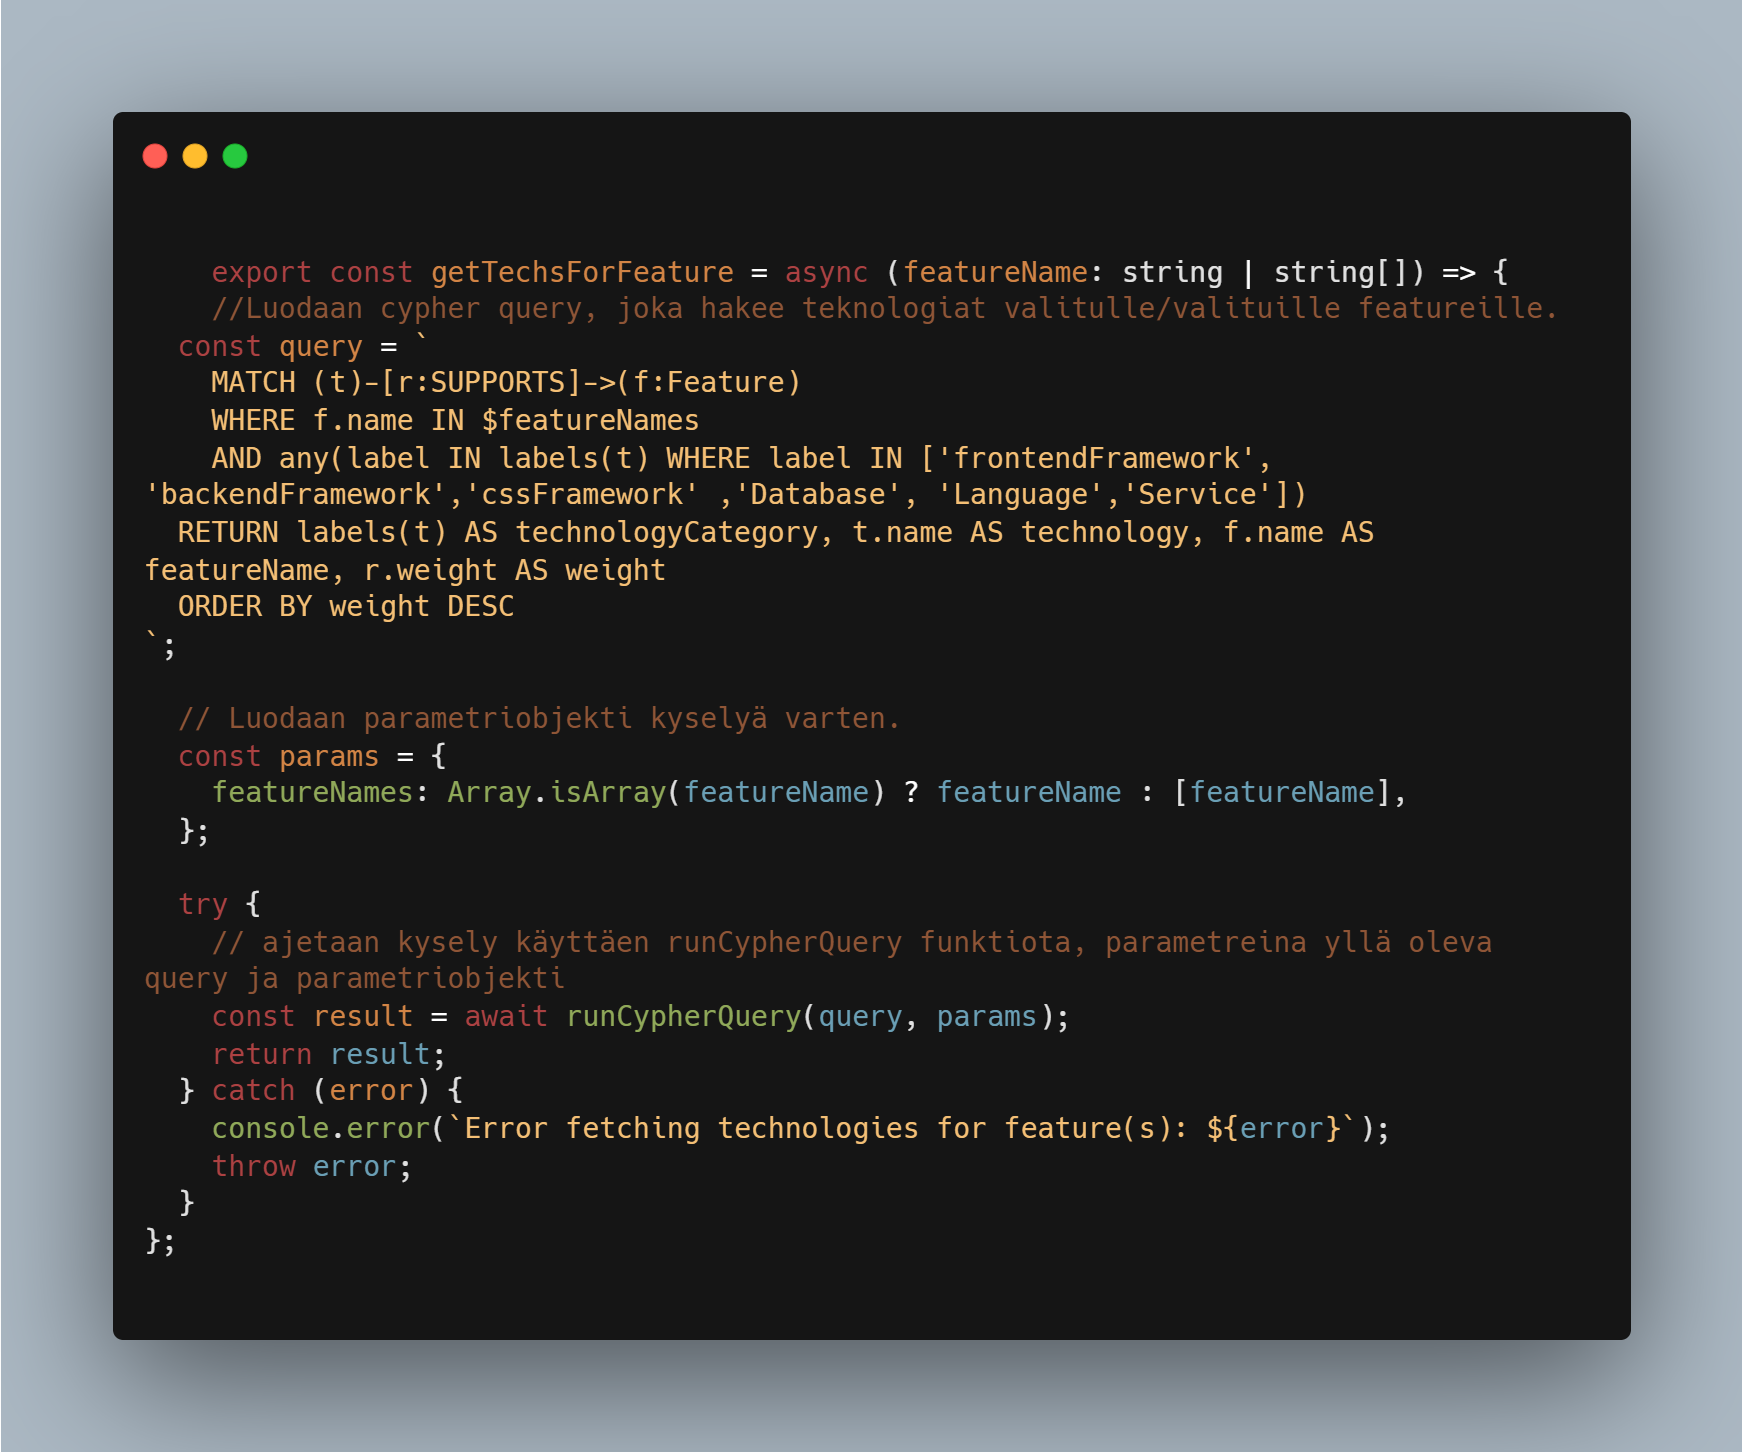 export const getTechsForFeature = async (featureName: string | string[]) => {
//Luodaan cypher query, joka hakee teknologiat valitulle/valituille featureille.
const query = `
MATCH (t)-[r:SUPPORTS]->(f:Feature)
WHERE f.name IN $featureNames
AND any(label IN labels(t) WHERE label IN ['frontendFramework',
'backendFramework','cssFramework' ,'Database', 'Language','Service'])
RETURN labels(t) AS technologyCategory, t.name AS technology, f.name AS
featureName, r.weight AS weight
ORDER BY weight DESC
`;
// Luodaan parametriobjekti kyselyä varten.
const params = {
featureNames: Array.isArray(featureName) ? featureName : [featureName],
};
try {
// ajetaan kysely käyttäen runCypherQuery funktiota, parametreina yllä oleva
query ja parametriobjekti
const result = await runCypherQuery(query, params);
return result;
} catch (error) {
console.error(`Error fetching technologies for feature(s): ${error}`);
throw error;
}
};